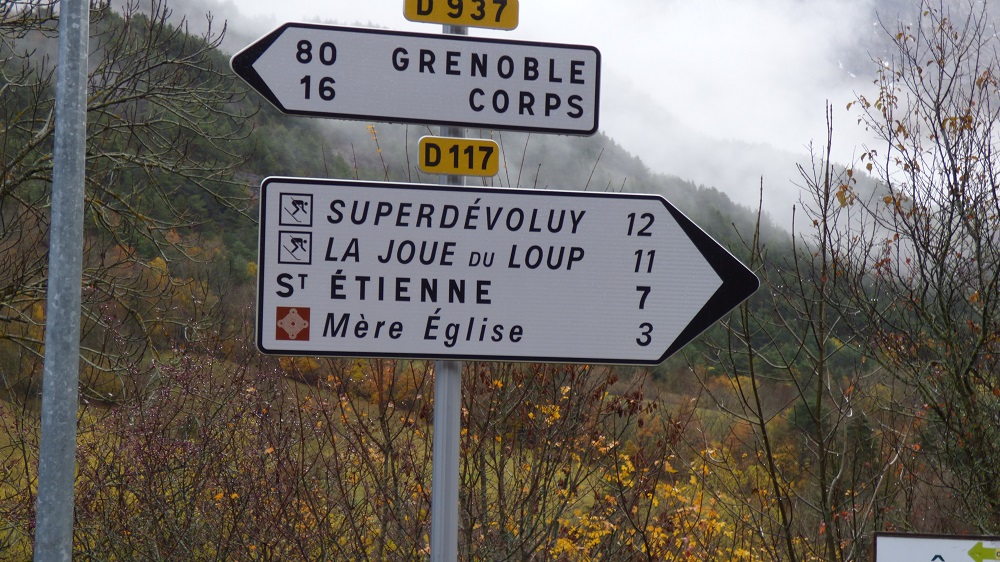 D 937
80 GRENOBLE
16 CORPS
D 117
SUPERDÉVOLUY 12
LA JOUE DU LOUP 11
ST ÉTIENNE 7
Mère Église 3